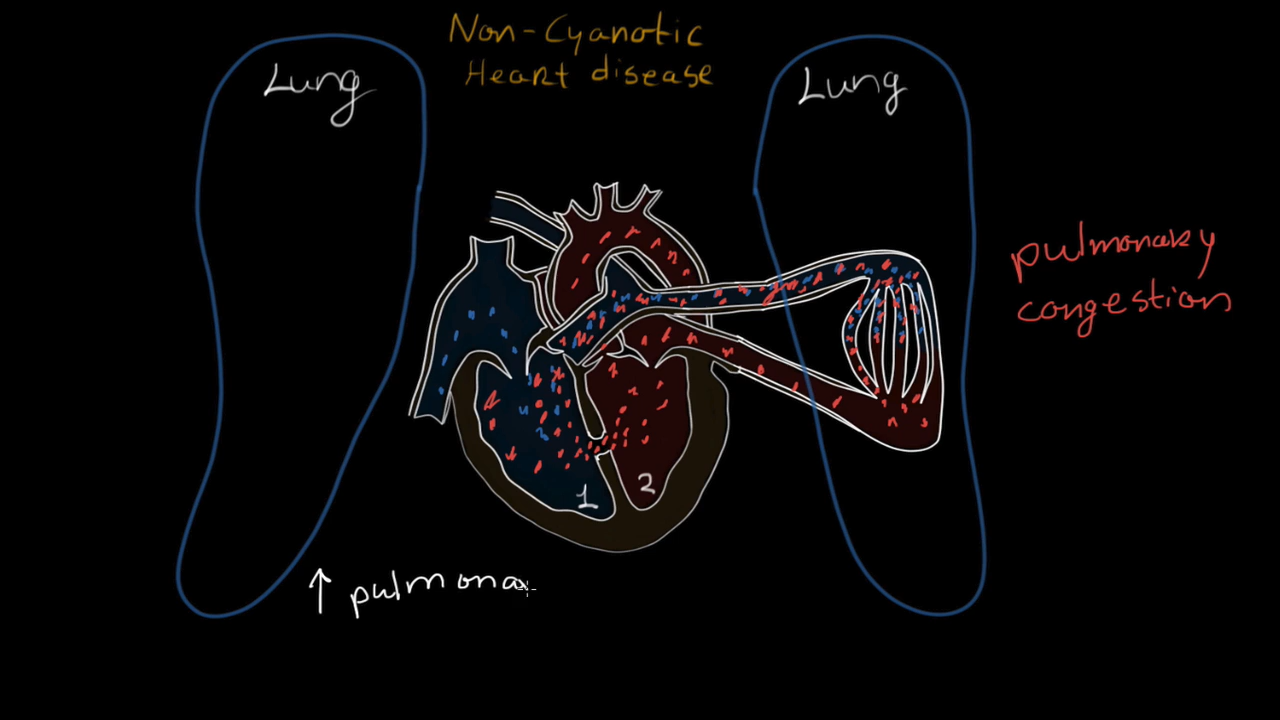 Non-Cyanotic
Heart disease
Lung
Lung
pulmonary
congestion
1
2
↑ pulmona